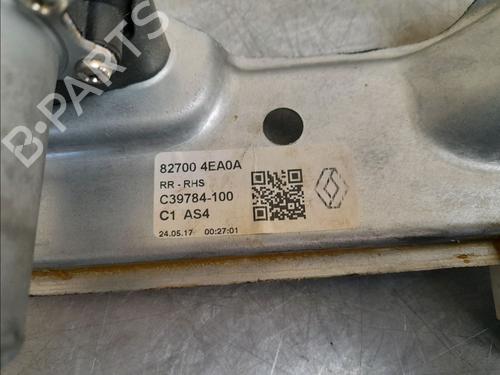 B-PARTS
82700 4EA0A
RR - RHS
C39784-100
C1 AS4
24.05.17 00:27:01